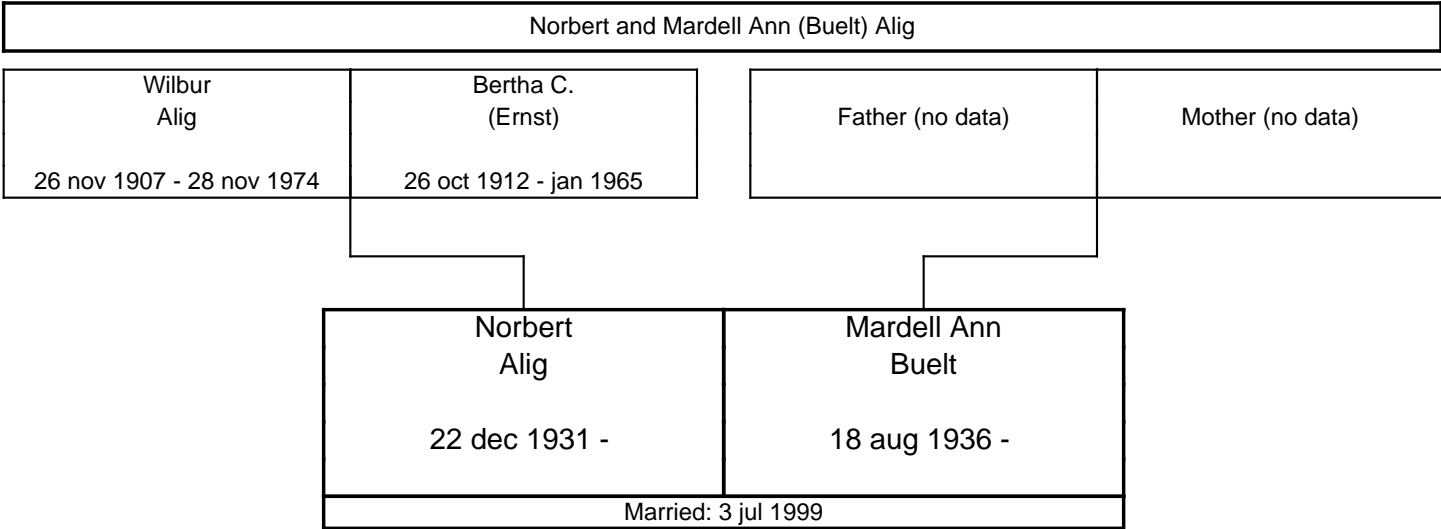 Norbert and Mardell Ann (Buelt) Alig
Wilbur
Alig
26 nov 1907 - 28 nov 1974
Bertha C.
(Ernst)
26 oct 1912 - jan 1965
Father (no data)
Mother (no data)
Norbert
Alig
22 dec 1931 -
Mardell Ann
Buelt
18 aug 1936 -
Married: 3 jul 1999